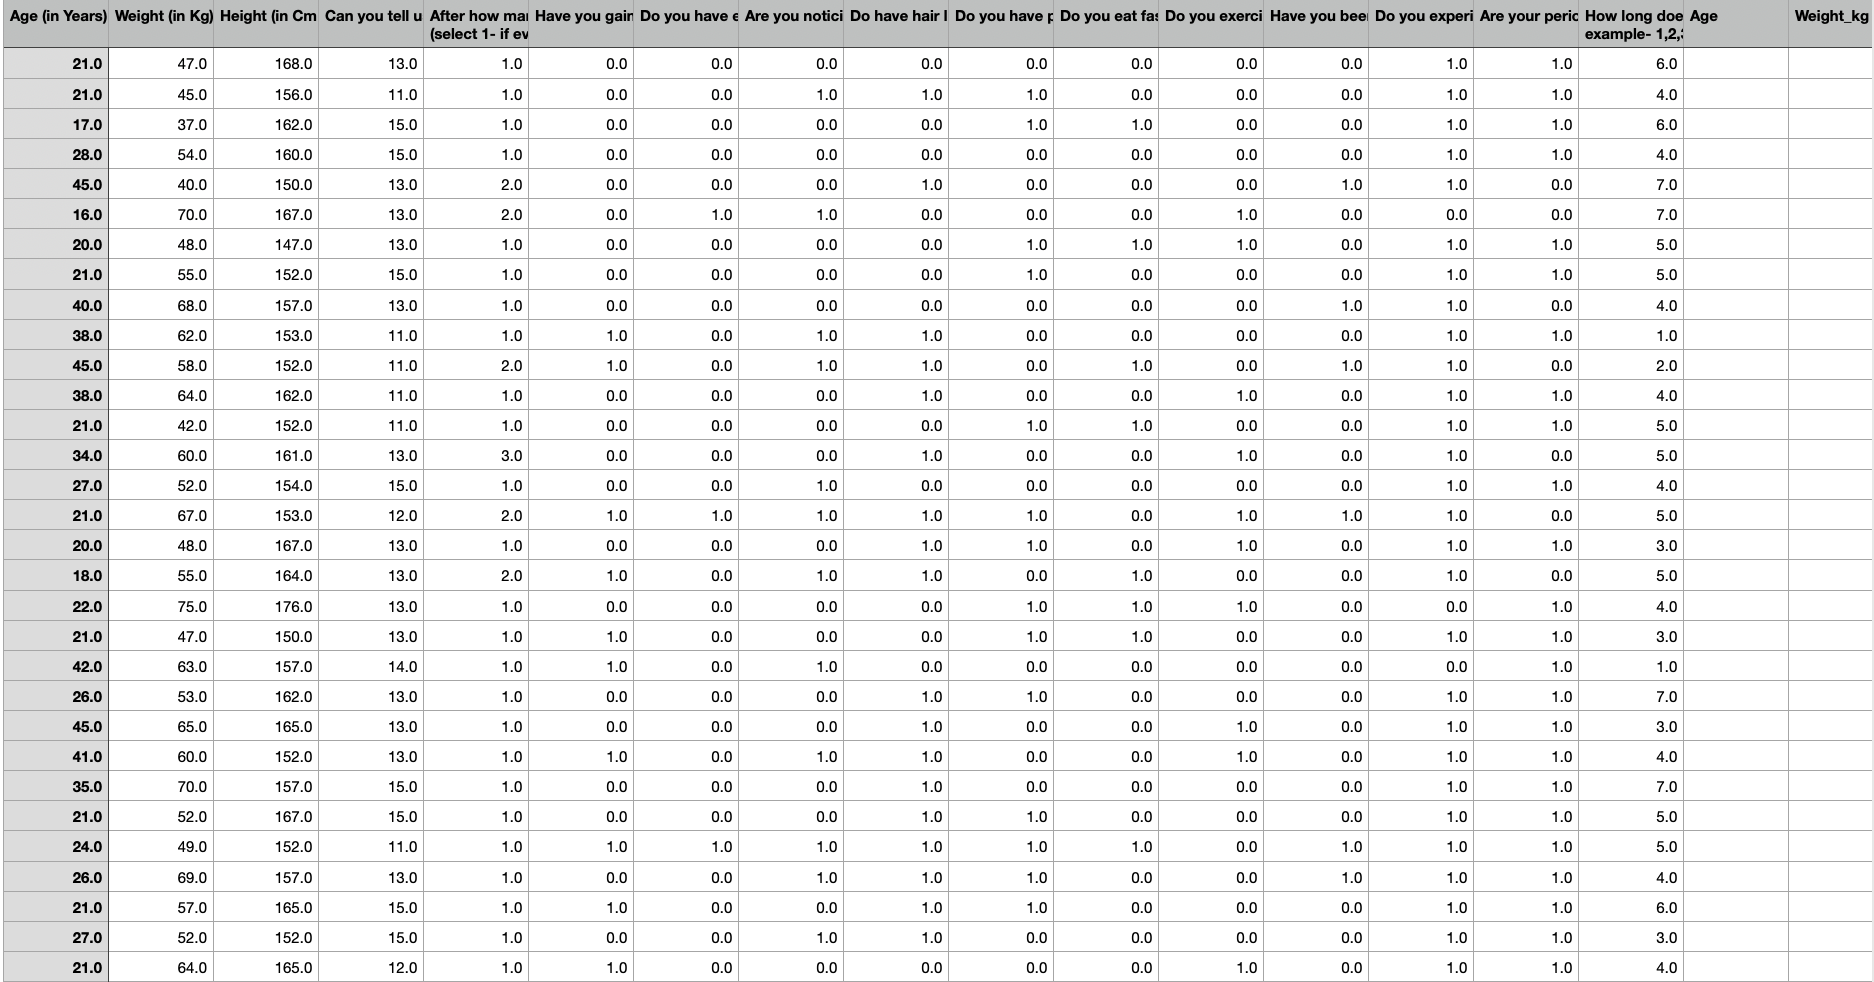 Age (in Years) Weight (in Kg) Height (in Cm Can you tell u After how mar Have you gair Do you have e Are you notici Do have hair l Do you have p Do you eat fas Do you exerci Have you bee Do you experi Are your peric How long doe Age Weight_kg
(select 1- if ev example- 1,2,3
21.0 47.0 168.0 13.0 1.0 0.0 0.0 0.0 0.0 0.0 0.0 0.0 0.0 1.0 1.0 6.0
21.0 45.0 156.0 11.0 1.0 0.0 0.0 1.0 1.0 1.0 0.0 0.0 0.0 1.0 1.0 4.0
17.0 37.0 162.0 15.0 1.0 0.0 0.0 0.0 0.0 1.0 1.0 0.0 0.0 1.0 1.0 6.0
28.0 54.0 160.0 15.0 1.0 0.0 0.0 0.0 0.0 0.0 0.0 0.0 0.0 1.0 1.0 4.0
45.0 40.0 150.0 13.0 2.0 0.0 0.0 0.0 1.0 0.0 0.0 0.0 1.0 1.0 0.0 7.0
16.0 70.0 167.0 13.0 2.0 0.0 1.0 1.0 0.0 0.0 0.0 1.0 0.0 0.0 0.0 7.0
20.0 48.0 147.0 13.0 1.0 0.0 0.0 0.0 0.0 1.0 1.0 1.0 0.0 1.0 1.0 5.0
21.0 55.0 152.0 15.0 1.0 0.0 0.0 0.0 0.0 1.0 0.0 0.0 0.0 1.0 1.0 5.0
40.0 68.0 157.0 13.0 1.0 0.0 0.0 0.0 0.0 0.0 0.0 0.0 1.0 1.0 0.0 4.0
38.0 62.0 153.0 11.0 1.0 1.0 0.0 1.0 1.0 0.0 0.0 0.0 0.0 1.0 1.0 1.0
45.0 58.0 152.0 11.0 2.0 1.0 0.0 1.0 1.0 0.0 1.0 0.0 1.0 1.0 0.0 2.0
38.0 64.0 162.0 11.0 1.0 0.0 0.0 0.0 1.0 0.0 0.0 1.0 0.0 1.0 1.0 4.0
21.0 42.0 152.0 11.0 1.0 0.0 0.0 0.0 0.0 1.0 1.0 0.0 0.0 1.0 1.0 5.0
34.0 60.0 161.0 13.0 3.0 0.0 0.0 0.0 1.0 0.0 0.0 1.0 0.0 1.0 0.0 5.0
27.0 52.0 154.0 15.0 1.0 0.0 0.0 1.0 0.0 0.0 0.0 0.0 0.0 1.0 1.0 4.0
21.0 67.0 153.0 12.0 2.0 1.0 1.0 1.0 1.0 1.0 0.0 1.0 1.0 1.0 0.0 5.0
20.0 48.0 167.0 13.0 1.0 0.0 0.0 0.0 1.0 1.0 0.0 1.0 0.0 1.0 1.0 3.0
18.0 55.0 164.0 13.0 2.0 1.0 0.0 1.0 1.0 0.0 1.0 0.0 0.0 1.0 0.0 5.0
22.0 75.0 176.0 13.0 1.0 0.0 0.0 0.0 0.0 1.0 1.0 1.0 0.0 0.0 1.0 4.0
21.0 47.0 150.0 13.0 1.0 1.0 0.0 0.0 0.0 1.0 1.0 0.0 0.0 1.0 1.0 3.0
42.0 63.0 157.0 14.0 1.0 1.0 0.0 1.0 0.0 0.0 0.0 0.0 0.0 0.0 1.0 1.0
26.0 53.0 162.0 13.0 1.0 0.0 0.0 0.0 1.0 1.0 0.0 0.0 0.0 1.0 1.0 7.0
45.0 65.0 165.0 13.0 1.0 0.0 0.0 0.0 1.0 0.0 0.0 1.0 0.0 1.0 1.0 3.0
41.0 60.0 152.0 13.0 1.0 1.0 0.0 1.0 1.0 0.0 0.0 1.0 0.0 1.0 1.0 4.0
35.0 70.0 157.0 15.0 1.0 0.0 0.0 0.0 1.0 0.0 0.0 0.0 0.0 1.0 1.0 7.0
21.0 52.0 167.0 15.0 1.0 0.0 0.0 0.0 1.0 1.0 0.0 0.0 0.0 1.0 1.0 5.0
24.0 49.0 152.0 11.0 1.0 1.0 1.0 1.0 1.0 1.0 1.0 0.0 1.0 1.0 1.0 5.0
26.0 69.0 157.0 13.0 1.0 0.0 0.0 1.0 1.0 1.0 0.0 0.0 1.0 1.0 1.0 4.0
21.0 57.0 165.0 15.0 1.0 1.0 0.0 0.0 1.0 1.0 0.0 0.0 0.0 1.0 1.0 6.0
27.0 52.0 152.0 15.0 1.0 0.0 0.0 1.0 1.0 0.0 0.0 0.0 0.0 1.0 1.0 3.0
21.0 64.0 165.0 12.0 1.0 1.0 0.0 0.0 0.0 0.0 0.0 1.0 0.0 1.0 1.0 4.0